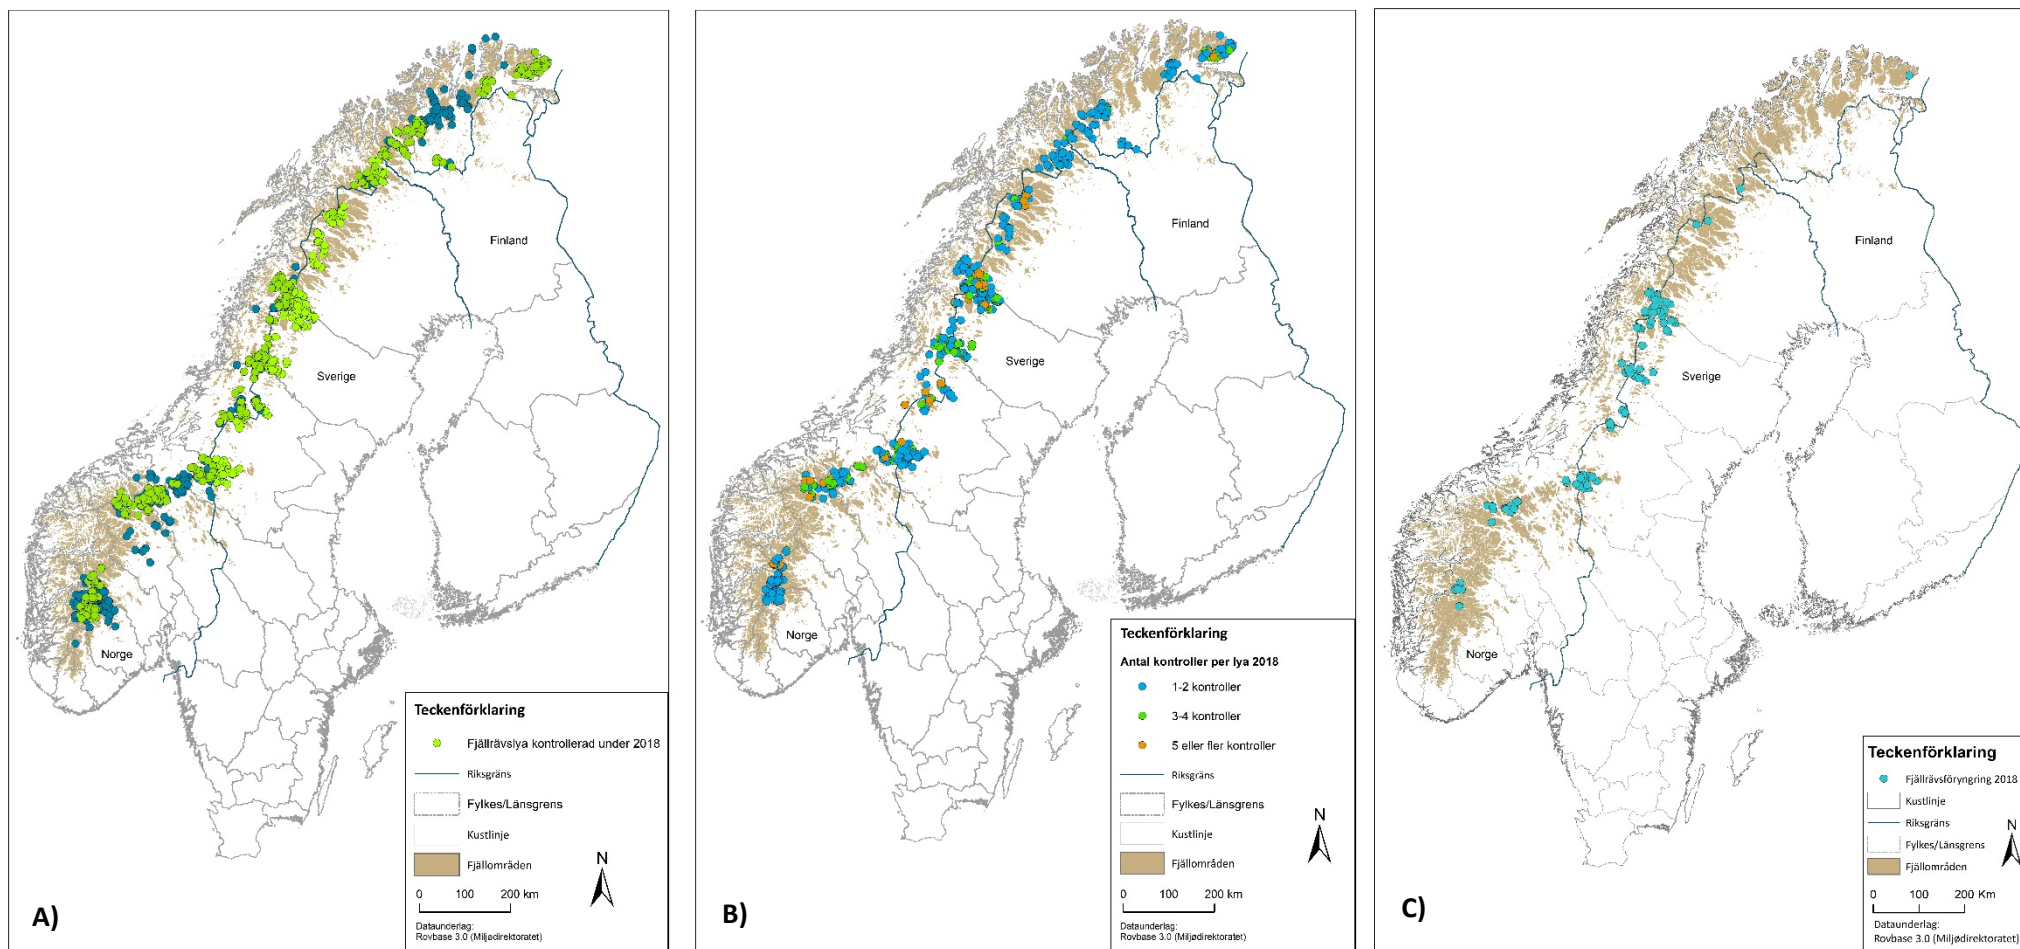 Finland
Sverige
Norge
Teckenförklaring
Fjällrävslya kontrollerad under 2018
Riksgräns
Fylkes/Länsgrens
Kustlinje
Fjällområden
N
0 100 200 km
Dataunderlag:
Rovbase 3.0 (Miljødirektoratet)
A)
Finland
Sverige
Norge
Teckenförklaring
Antal kontroller per lya 2018
1-2 kontroller
3-4 kontroller
5 eller fler kontroller
Riksgräns
Fylkes/Länsgrens
Kustlinje
Fjällområden
N
0 100 200 km
Dataunderlag:
Rovbase 3.0 (Miljødirektoratet)
B)
Finland
Sverige
Norge
Teckenförklaring
Fjällrävsföryngring 2018
Kustlinje
Riksgräns
Fylkes/Länsgrens
Fjällområden
N
0 100 200 Km
Dataunderlag:
Rovbase 3.0 (Miljødirektoratet)
C)